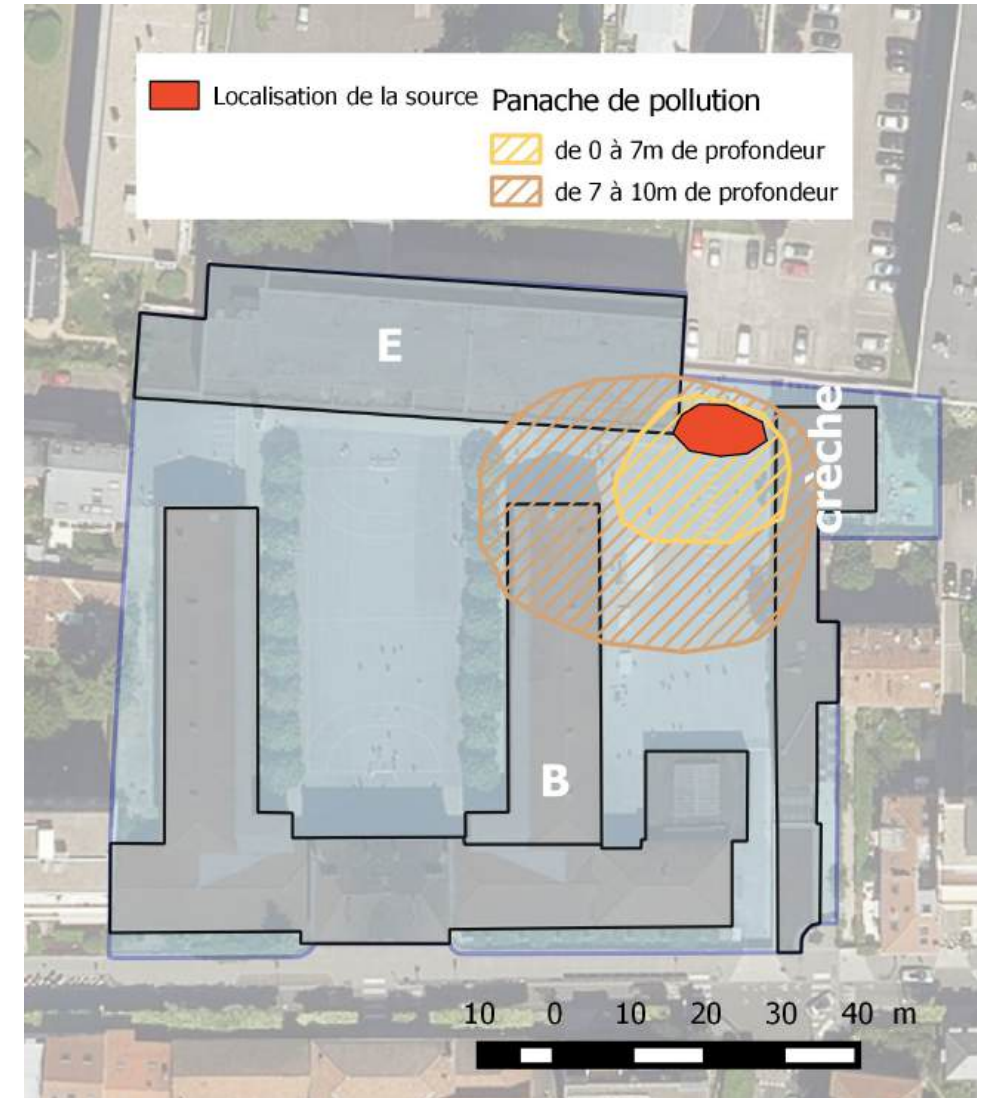 Localisation de la source
Panache de pollution
de 0 à 7m de profondeur
de 7 à 10m de profondeur
E
crèche
B
10 0 10 20 30 40 m